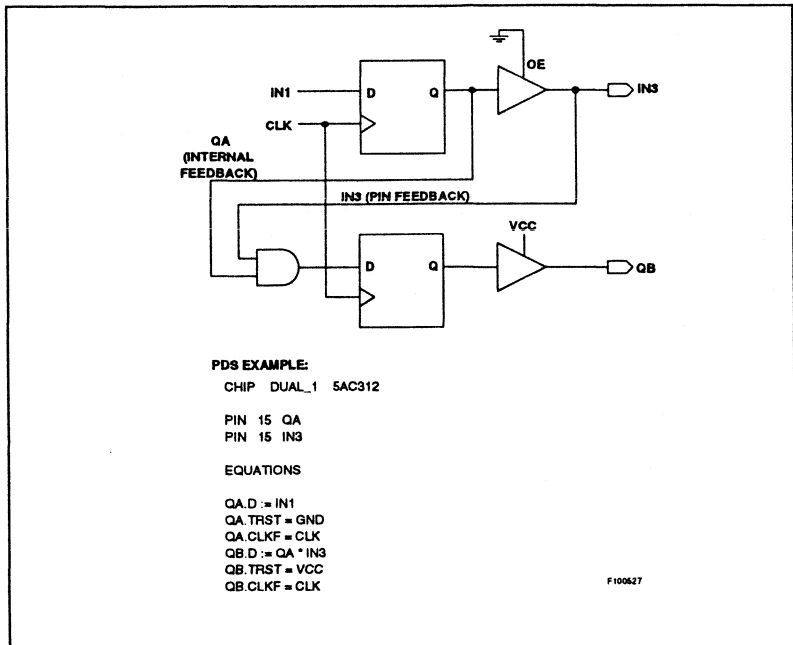 OE
IN1
D
Q
IN3
CLK
QA
(INTERNAL
FEEDBACK)
IN3 (PIN FEEDBACK)
VCC
D
Q
QB
PDS EXAMPLE:
CHIP DUAL_1 5AC312
PIN 15 QA
PIN 15 IN3
EQUATIONS
QA.D := IN1
QA.TRST = GND
QA.CLKF = CLK
QB.D := QA * IN3
QB.TRST = VCC
QB.CLKF = CLK
F100527